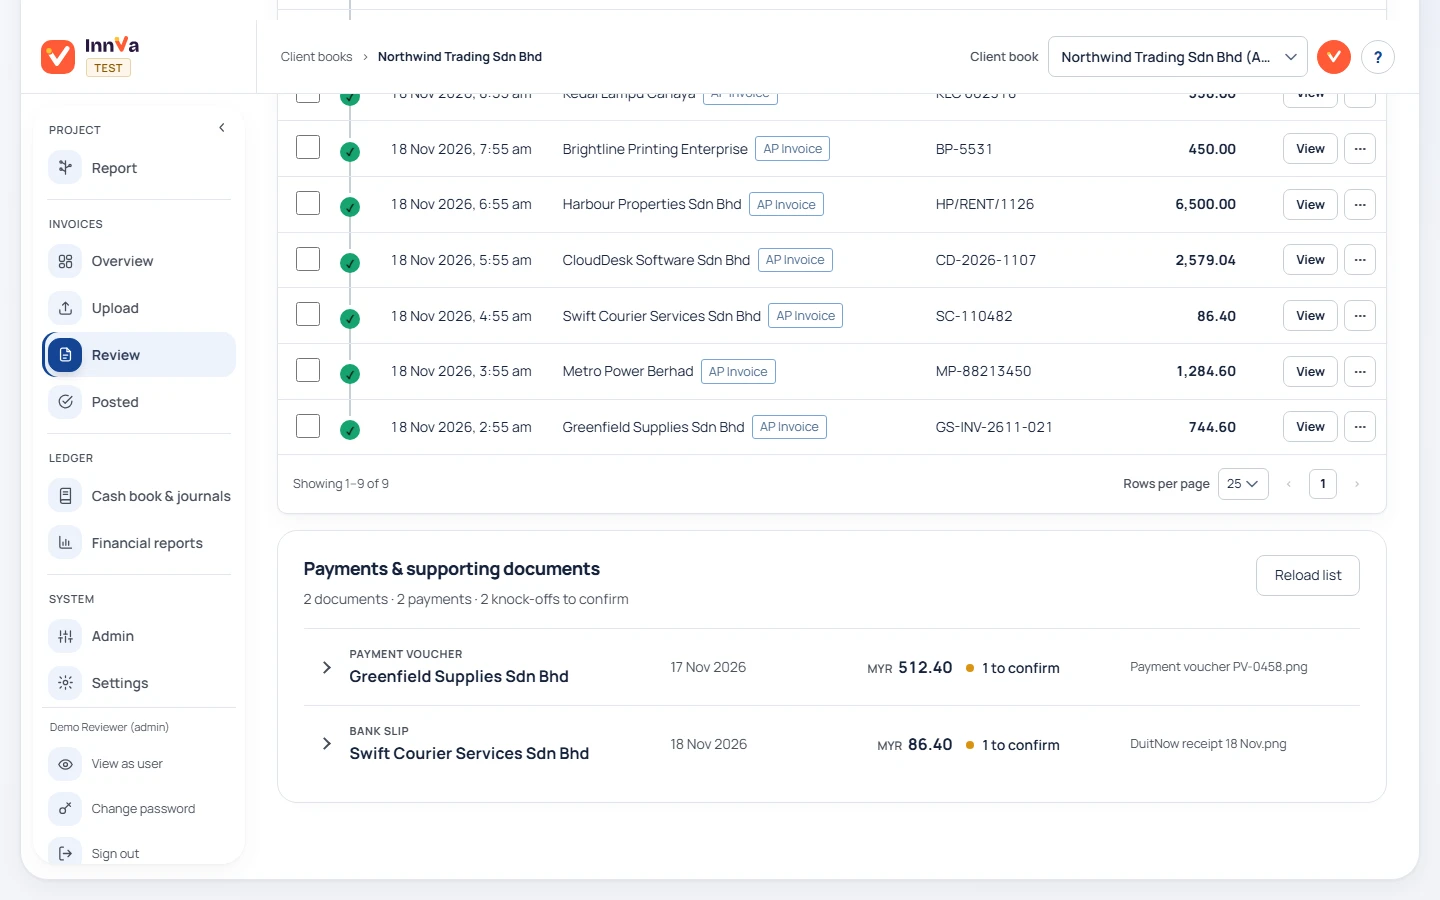 InnVa
TEST
Client books › Northwind Trading Sdn Bhd
Client book
Northwind Trading Sdn Bhd (A...
?
PROJECT
Report
INVOICES
Overview
Upload
Review
Posted
LEDGER
Cash book & journals
Financial reports
SYSTEM
Admin
Settings
Demo Reviewer (admin)
View as user
Change password
Sign out
18 Nov 2026, 7:55 am Brightline Printing Enterprise AP Invoice BP-5531 450.00 View ...
18 Nov 2026, 6:55 am Harbour Properties Sdn Bhd AP Invoice HP/RENT/1126 6,500.00 View ...
18 Nov 2026, 5:55 am CloudDesk Software Sdn Bhd AP Invoice CD-2026-1107 2,579.04 View ...
18 Nov 2026, 4:55 am Swift Courier Services Sdn Bhd AP Invoice SC-110482 86.40 View ...
18 Nov 2026, 3:55 am Metro Power Berhad AP Invoice MP-88213450 1,284.60 View ...
18 Nov 2026, 2:55 am Greenfield Supplies Sdn Bhd AP Invoice GS-INV-2611-021 744.60 View ...
Showing 1–9 of 9
Rows per page 25 ‹ 1 ›
Payments & supporting documents
Reload list
2 documents · 2 payments · 2 knock-offs to confirm
PAYMENT VOUCHER
Greenfield Supplies Sdn Bhd
17 Nov 2026 MYR 512.40 1 to confirm Payment voucher PV-0458.png
BANK SLIP
Swift Courier Services Sdn Bhd
18 Nov 2026 MYR 86.40 1 to confirm DuitNow receipt 18 Nov.png